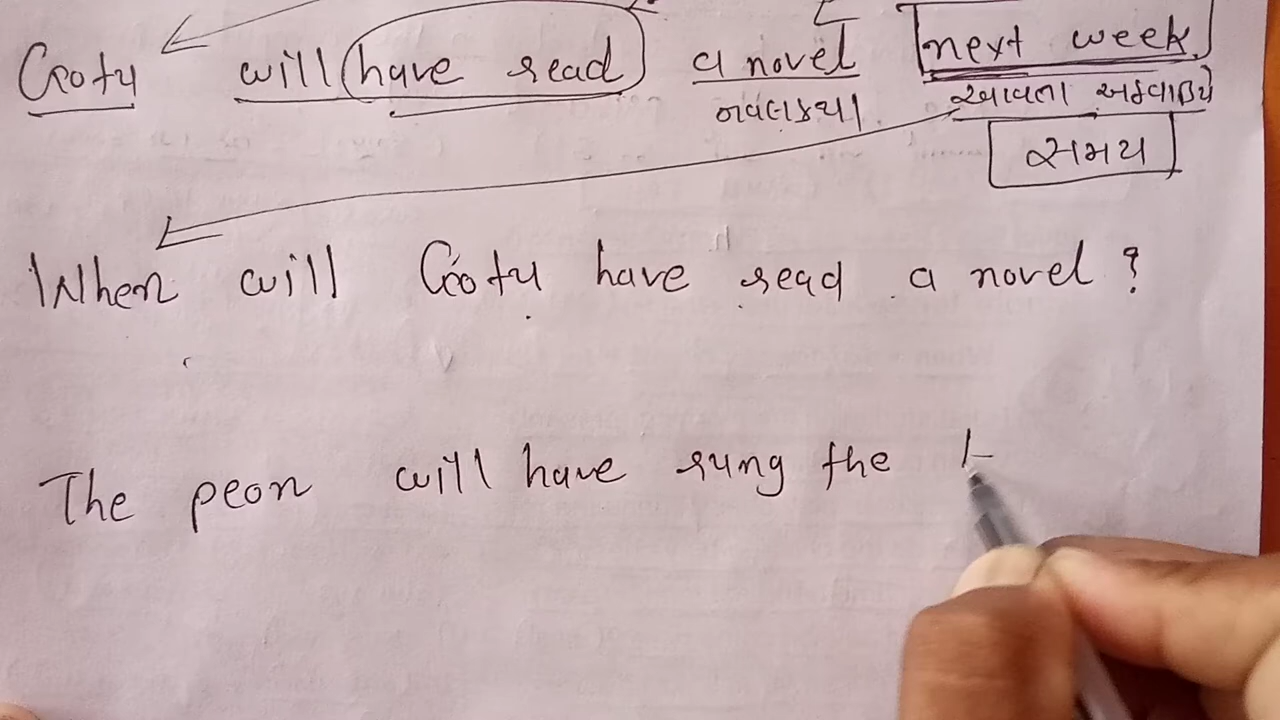 Gotu will have read a novel next week
નવલકથા આવતા અઠવાડિયે
સમય
When will Gotu have read a novel?
The peon will have rung the